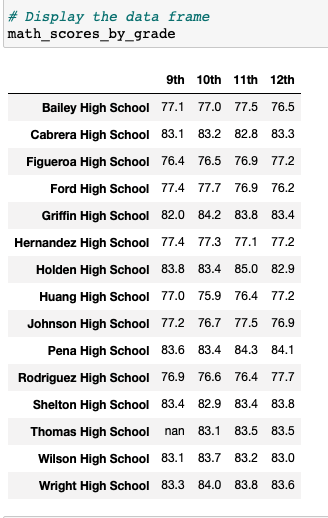 # Display the data frame
math_scores_by_grade
9th 10th 11th 12th
Bailey High School 77.1 77.0 77.5 76.5
Cabrera High School 83.1 83.2 82.8 83.3
Figueroa High School 76.4 76.5 76.9 77.2
Ford High School 77.4 77.7 76.9 76.2
Griffin High School 82.0 84.2 83.8 83.4
Hernandez High School 77.4 77.3 77.1 77.2
Holden High School 83.8 83.4 85.0 82.9
Huang High School 77.0 75.9 76.4 77.2
Johnson High School 77.2 76.7 77.5 76.9
Pena High School 83.6 83.4 84.3 84.1
Rodriguez High School 76.9 76.6 76.4 77.7
Shelton High School 83.4 82.9 83.4 83.8
Thomas High School nan 83.1 83.5 83.5
Wilson High School 83.1 83.7 83.2 83.0
Wright High School 83.3 84.0 83.8 83.6